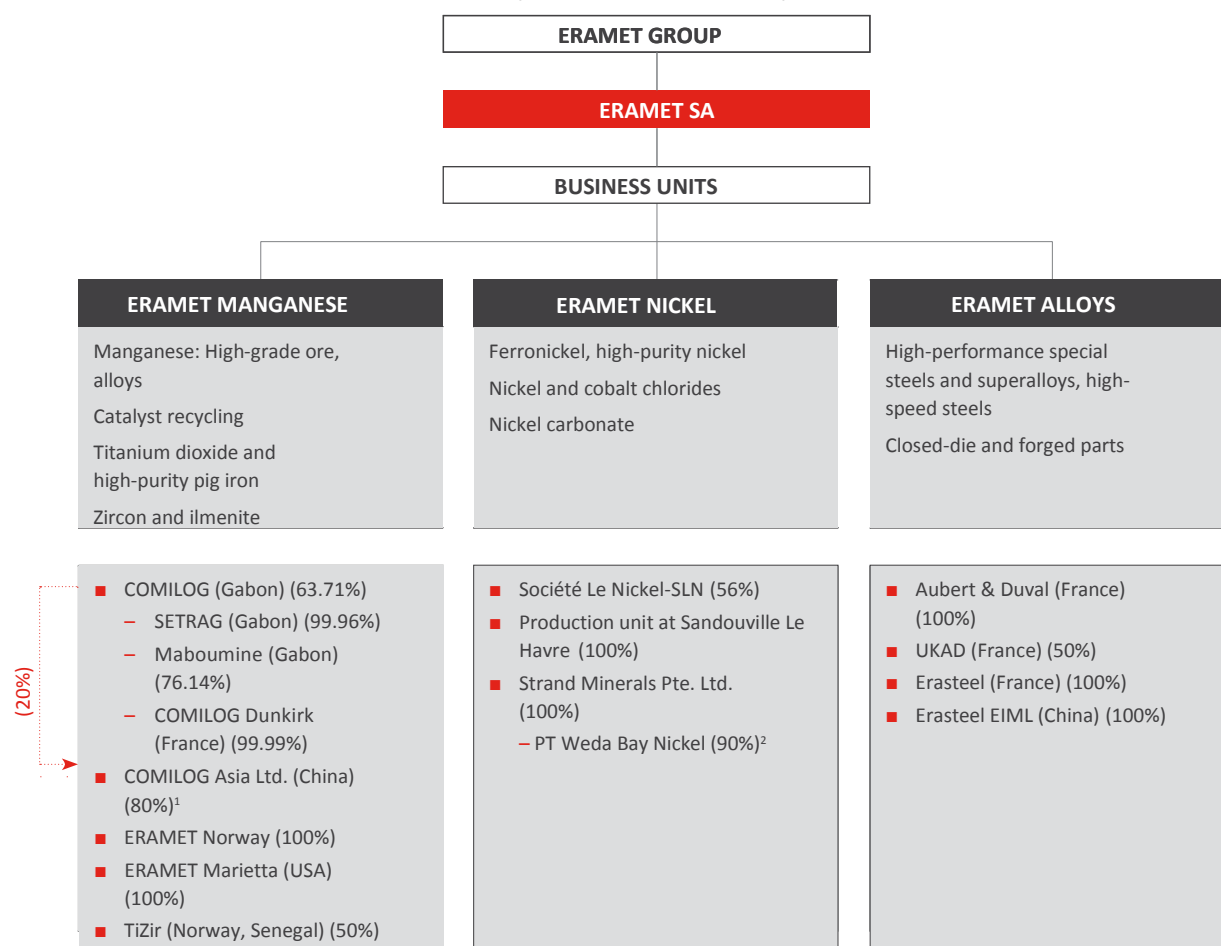 ERAMET GROUP
ERAMET SA
BUSINESS UNITS
ERAMET MANGANESE
Manganese: High-grade ore,
alloys
Catalyst recycling
Titanium dioxide and
high-purity pig iron
Zircon and ilmenite
ERAMET NICKEL
Ferronickel, high-purity nickel
Nickel and cobalt chlorides
Nickel carbonate
ERAMET ALLOYS
High-performance special
steels and superalloys, high-
speed steels
Closed-die and forged parts
(20%)
■ COMILOG (Gabon) (63.71%)
– SETRAG (Gabon) (99.96%)
– Maboumine (Gabon)
(76.14%)
– COMILOG Dunkirk
(France) (99.99%)
■ COMILOG Asia Ltd. (China)
(80%)¹
■ ERAMET Norway (100%)
■ ERAMET Marietta (USA)
(100%)
■ TiZir (Norway, Senegal) (50%)
■ Société Le Nickel-SLN (56%)
■ Production unit at Sandouville Le
Havre (100%)
■ Strand Minerals Pte. Ltd.
(100%)
– PT Weda Bay Nickel (90%)²
■ Aubert & Duval (France)
(100%)
■ UKAD (France) (50%)
■ Erasteel (France) (100%)
■ Erasteel EIML (China) (100%)